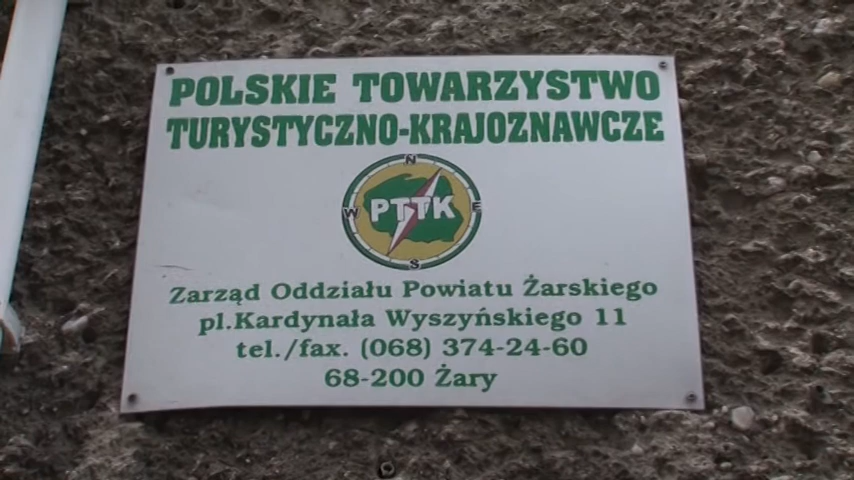 POLSKIE TOWARZYSTWO
TURYSTYCZNO-KRAJOZNAWCZE
N
W PTTK E
S
Zarząd Oddziału Powiatu Żarskiego
pl.Kardynała Wyszyńskiego 11
tel./fax. (068) 374-24-60
68-200 Żary